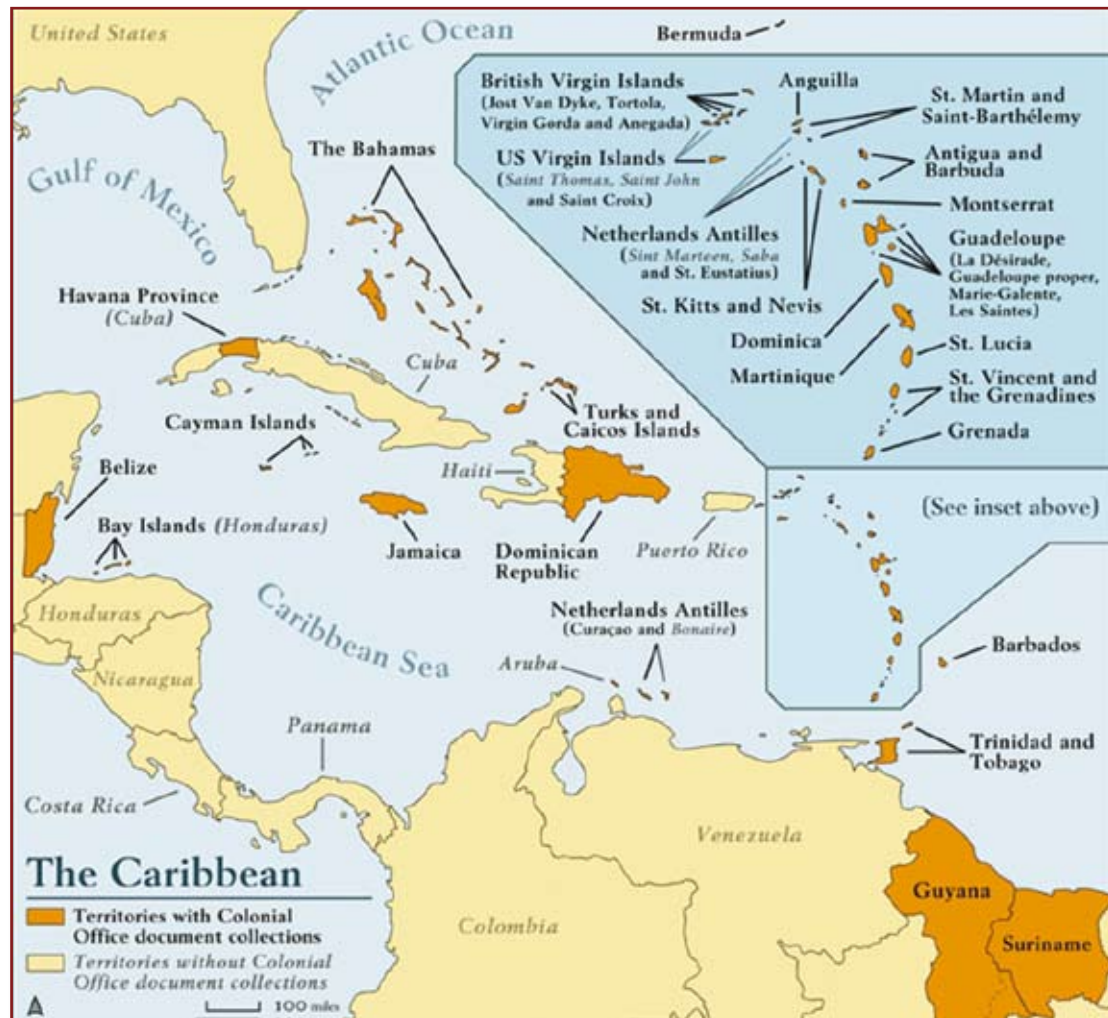 United States
Atlantic Ocean
Bermuda
British Virgin Islands
(Jost Van Dyke, Tortola,
Virgin Gorda and Anegada)
Anguilla
St. Martin and
Saint-Barthélemy
US Virgin Islands
(Saint Thomas, Saint John
and Saint Croix)
Antigua and
Barbuda
The Bahamas
Gulf of Mexico
Montserrat
Netherlands Antilles
(Sint Marteen, Saba
and St. Eustatius)
Guadeloupe
(La Désirade,
Guadeloupe proper,
Marie-Galente,
Les Saintes)
St. Kitts and Nevis
Havana Province
(Cuba)
Dominica
St. Lucia
Martinique
Cuba
St. Vincent and
the Grenadines
Cayman Islands
Turks and
Caicos Islands
Grenada
Belize
Haiti
(See inset above)
Bay Islands (Honduras)
Jamaica
Dominican
Republic
Puerto Rico
Honduras
Caribbean Sea
Netherlands Antilles
(Curaçao and Bonaire)
Barbados
Aruba
Nicaragua
Panama
Trinidad and
Tobago
Costa Rica
Venezuela
The Caribbean
Guyana
Territories with Colonial
Office document collections
Colombia
Suriname
Territories without Colonial
Office document collections
100 miles